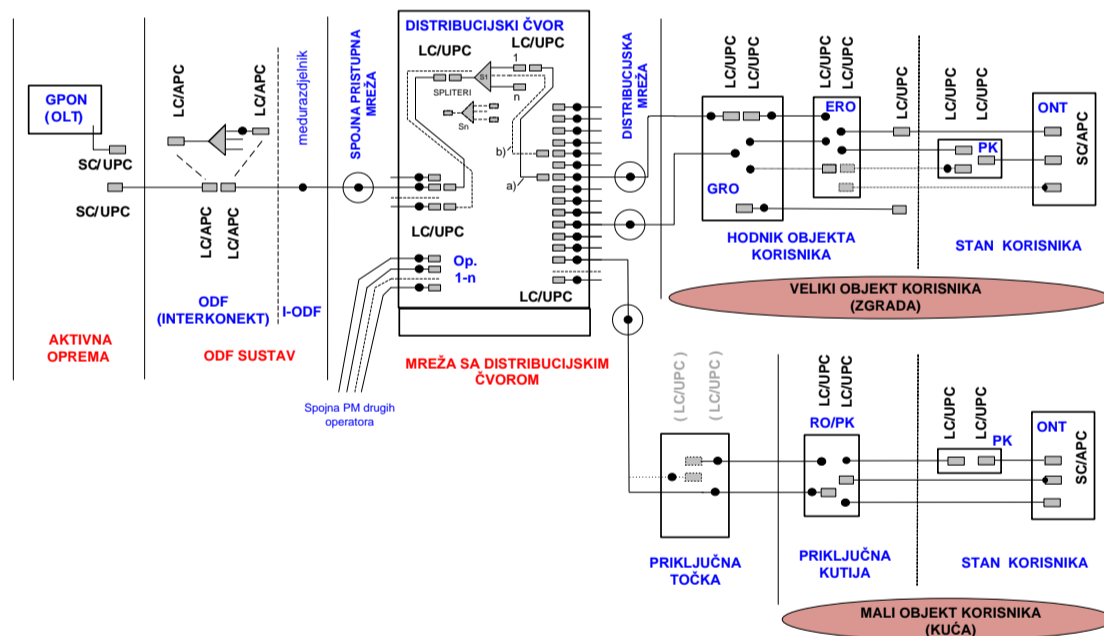 GPON
(OLT)
SC/UPC
SC/UPC
AKTIVNA
OPREMA
LC/APC
LC/APC
LC/APC
LC/APC
ODF
(INTERKONEKT)
ODF SUSTAV
međurazdjelnik
I-ODF
SPOJNA PRISTUPNA
MREŽA
DISTRIBUCIJSKI ČVOR
LC/UPC
LC/UPC
1
S1
SPLITERI
n
Sn
b)
a)
LC/UPC
Op.
1-n
LC/UPC
MREŽA SA DISTRIBUCIJSKIM
ČVOROM
Spojna PM drugih
operatora
DISTRIBUCIJSKA
MREŽA
LC/UPC
LC/UPC
GRO
LC/UPC
LC/UPC
ERO
LC/UPC
HODNIK OBJEKTA
KORISNIKA
LC/UPC
LC/UPC
PK
ONT
SC/APC
STAN KORISNIKA
VELIKI OBJEKT KORISNIKA
(ZGRADA)
( LC/UPC )
( LC/UPC )
PRIKLJUČNA
TOČKA
LC/UPC
LC/UPC
RO/PK
PRIKLJUČNA
KUTIJA
LC/UPC
LC/UPC
PK
ONT
SC/APC
STAN KORISNIKA
MALI OBJEKT KORISNIKA
(KUĆA)